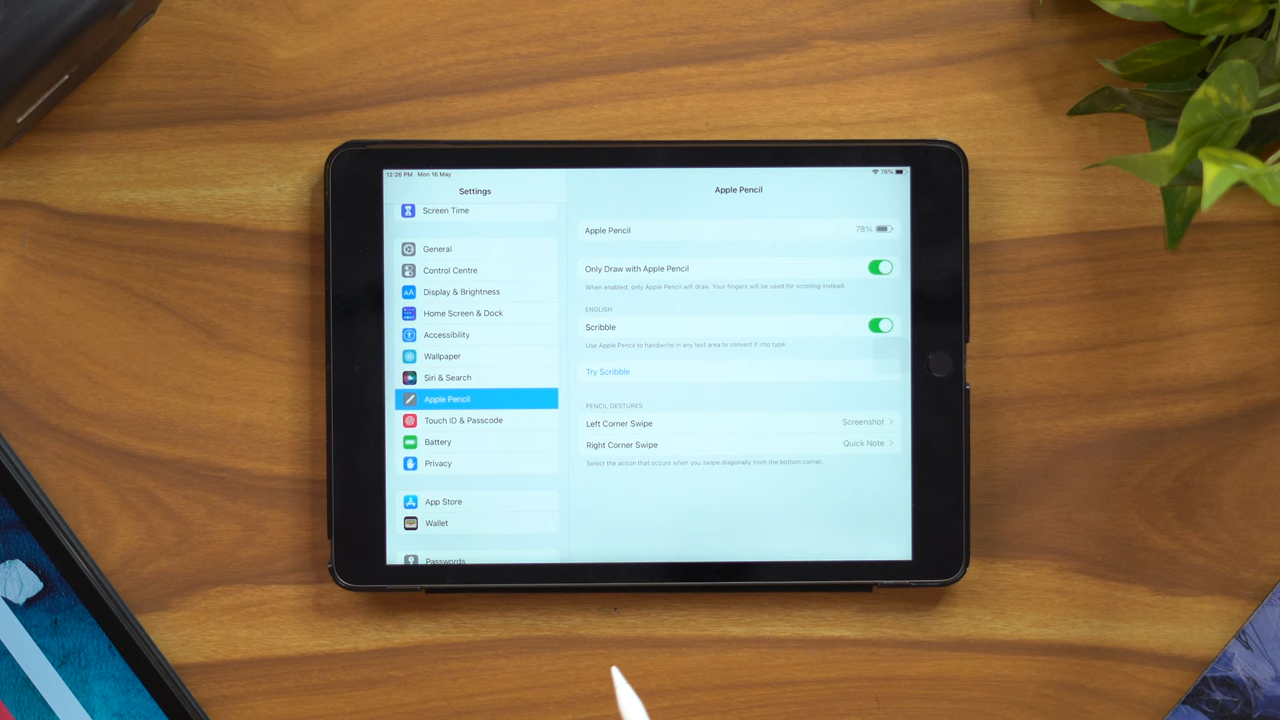 12:26 PM Mon 16 May
76%
Settings
Screen Time
General
Control Centre
Display & Brightness
Home Screen & Dock
Accessibility
Wallpaper
Siri & Search
Apple Pencil
Touch ID & Passcode
Battery
Privacy
App Store
Wallet
Passwords
Apple Pencil
Apple Pencil 78%
Only Draw with Apple Pencil
When enabled, only Apple Pencil will draw. Your fingers will be used for scrolling instead.
ENGLISH
Scribble
Use Apple Pencil to handwrite in any text area to convert it into type.
Try Scribble
PENCIL GESTURES
Left Corner Swipe Screenshot
Right Corner Swipe Quick Note
Select the action that occurs when you swipe diagonally from the bottom corner.